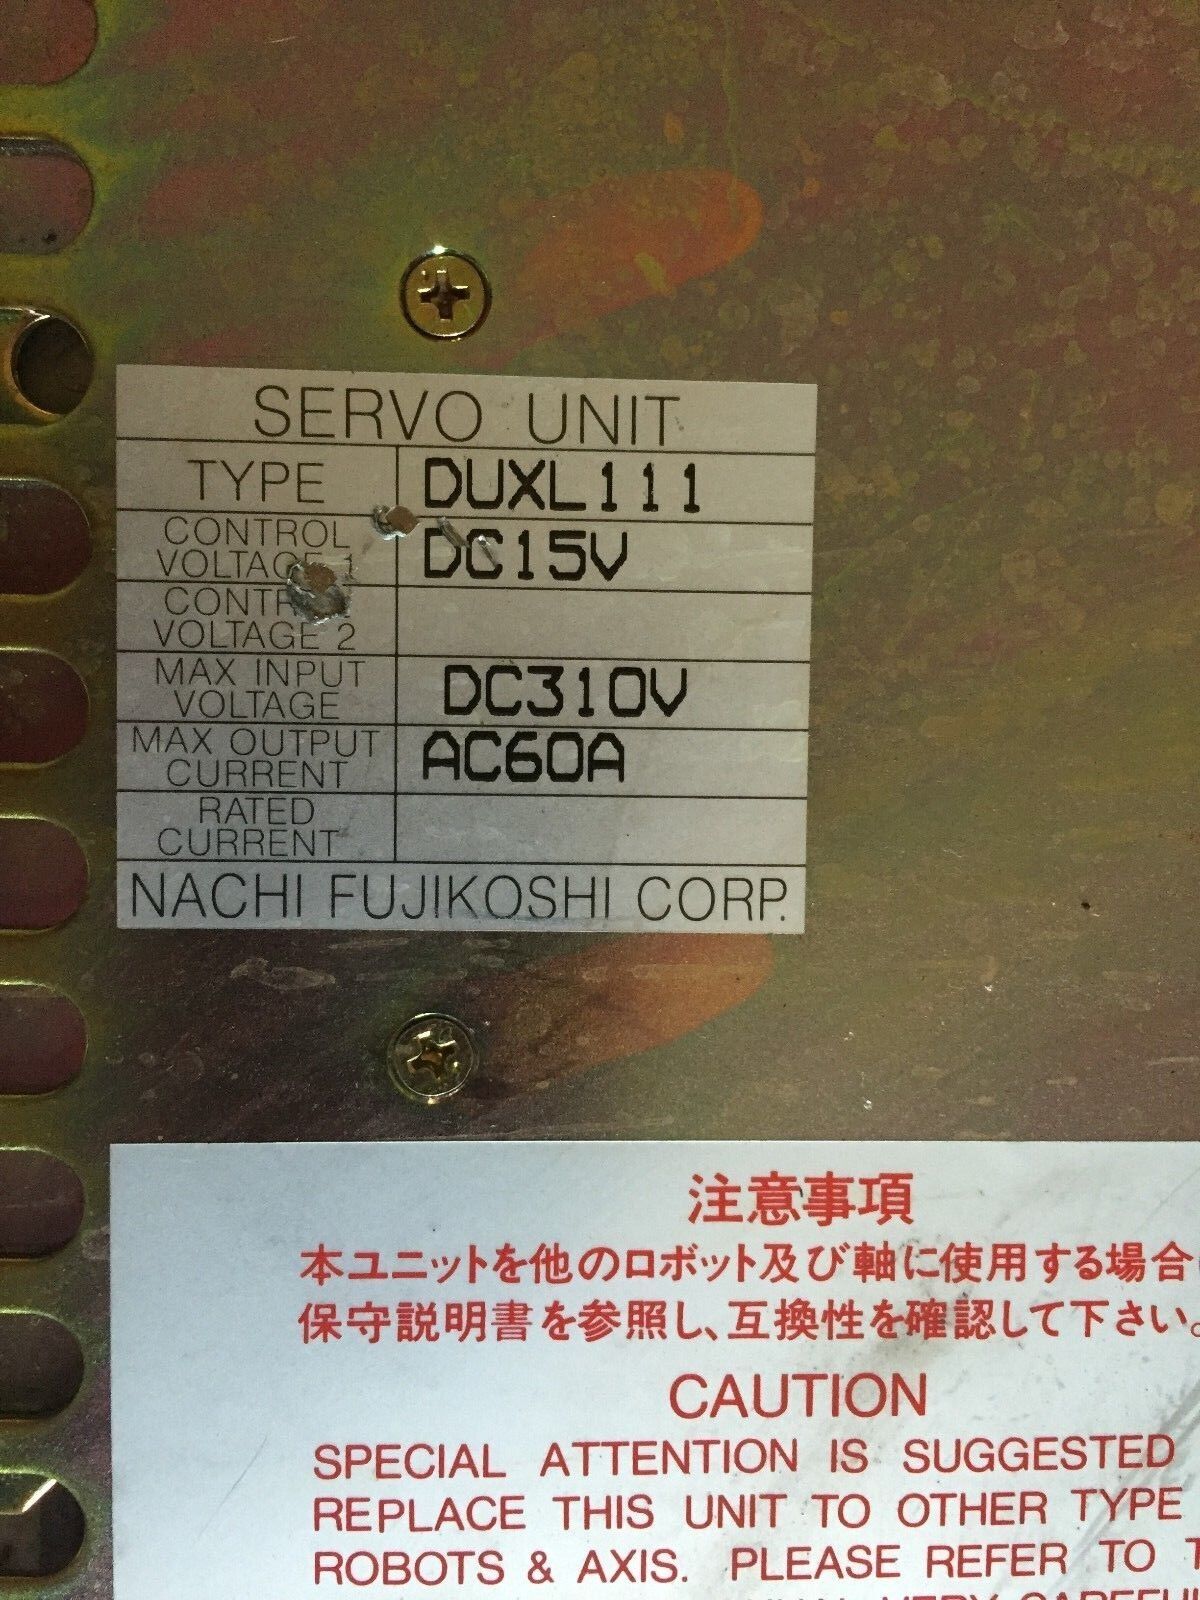 SERVO UNIT
TYPE DUXL111
CONTROL
VOLTAGE 1 DC15V
CONTROL
VOLTAGE 2
MAX INPUT
VOLTAGE DC310V
MAX OUTPUT
CURRENT AC60A
RATED
CURRENT
NACHI FUJIKOSHI CORP.
注意事項
本ユニットを他のロボット及び軸に使用する場合
保守説明書を参照し、互換性を確認して下さい。
CAUTION
SPECIAL ATTENTION IS SUGGESTED
REPLACE THIS UNIT TO OTHER TYPE
ROBOTS & AXIS. PLEASE REFER TO
VERY